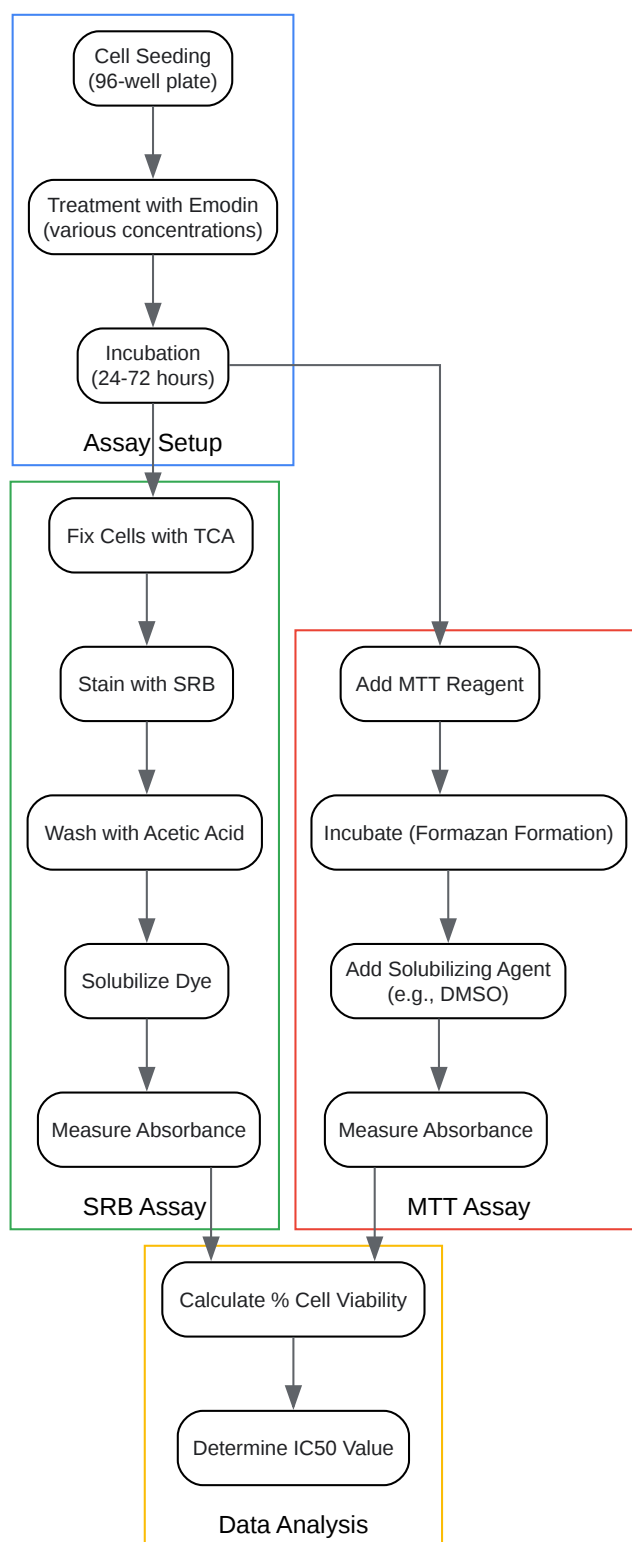 Cell Seeding
(96-well plate)
Treatment with Emodin
(various concentrations)
Incubation
(24-72 hours)
Assay Setup
Fix Cells with TCA
Stain with SRB
Wash with Acetic Acid
Solubilize Dye
Measure Absorbance
SRB Assay
Add MTT Reagent
Incubate (Formazan Formation)
Add Solubilizing Agent
(e.g., DMSO)
Measure Absorbance
MTT Assay
Calculate % Cell Viability
Determine IC50 Value
Data Analysis